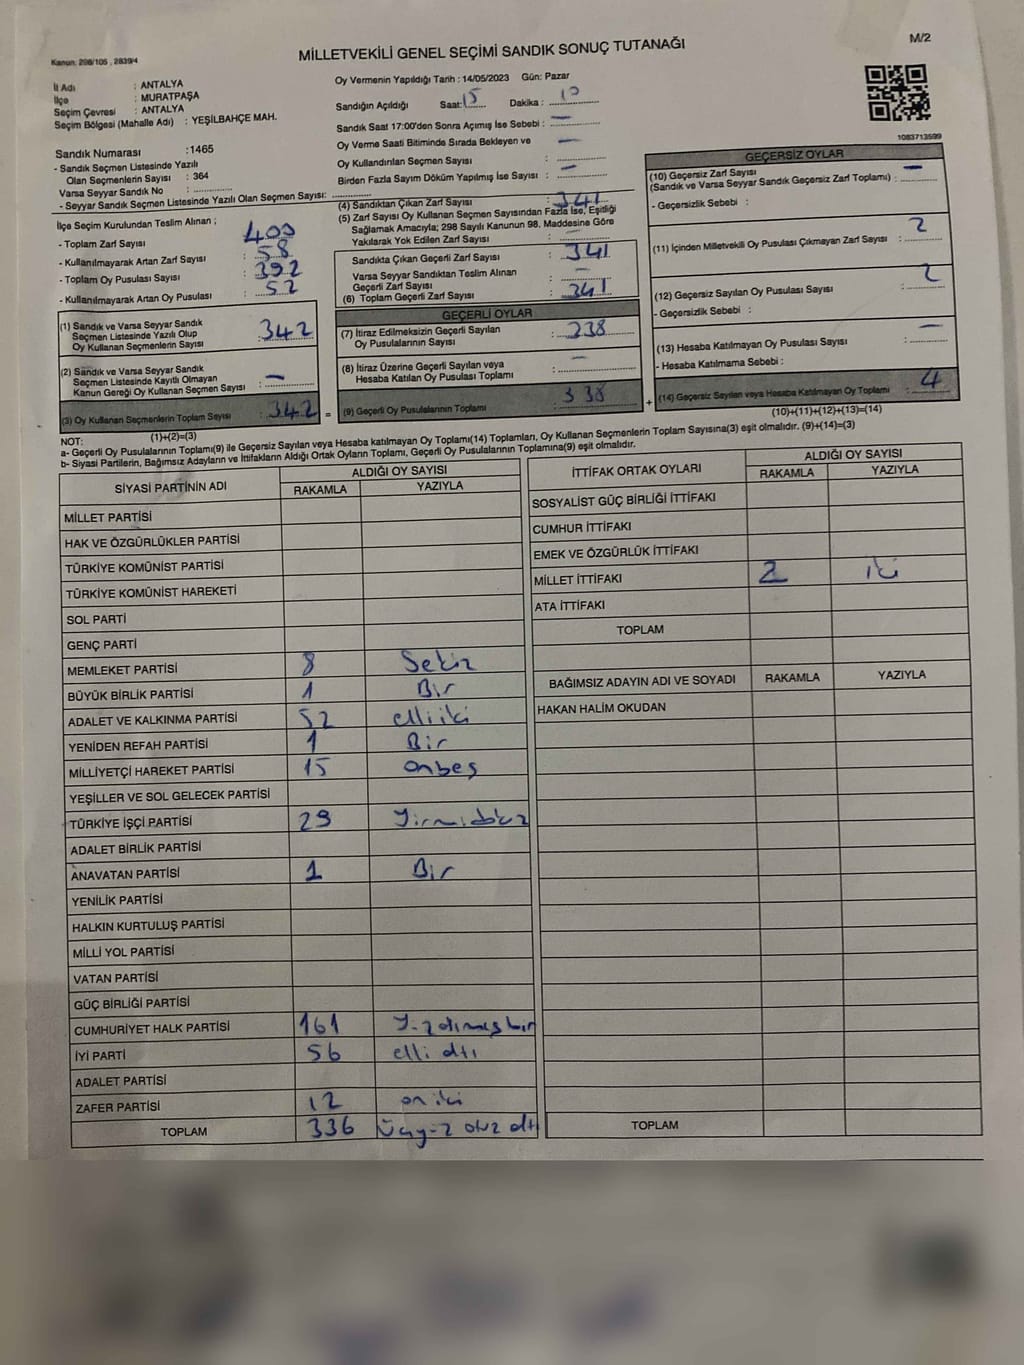 M/2
MİLLETVEKİLİ GENEL SEÇİMİ SANDIK SONUÇ TUTANAĞI
Kanun: 298/105 , 2839/4
İl Adı : ANTALYA
İlçe : MURATPAŞA
Seçim Çevresi : ANTALYA
Seçim Bölgesi (Mahalle Adı) : YEŞİLBAHÇE MAH.
Sandık Numarası :1465
- Sandık Seçmen Listesinde Yazılı
Olan Seçmenlerin Sayısı : 364
Varsa Seyyar Sandık No :
- Seyyar Sandık Seçmen Listesinde Yazılı Olan Seçmen Sayısı:
Oy Vermenin Yapıldığı Tarih : 14/05/2023 Gün: Pazar
Sandığın Açıldığı Saat: 15 Dakika : 10
Sandık Saat 17:00'den Sonra Açımış İse Sebebi : —
Oy Verme Saati Bitiminde Sırada Bekleyen ve
Oy Kullandırılan Seçmen Sayısı : —
Birden Fazla Sayım Döküm Yapılmış İse Sayısı : —
1083713599
İlçe Seçim Kurulundan Teslim Alınan ;
- Toplam Zarf Sayısı : 400
- Kullanılmayarak Artan Zarf Sayısı : 58
- Toplam Oy Pusulası Sayısı : 392
- Kullanılmayarak Artan Oy Pusulası : 52
(1) Sandık ve Varsa Seyyar Sandık
Seçmen Listesinde Yazılı Olup
Oy Kullanan Seçmenlerin Sayısı : 342
(2) Sandık ve Varsa Seyyar Sandık
Seçmen Listesinde Kayıtlı Olmayan
Kanun Gereği Oy Kullanan Seçmen Sayısı : —
(3) Oy Kullanan Seçmenlerin Toplam Sayısı : 342
(1)+(2)=(3)
(4) Sandıktan Çıkan Zarf Sayısı : 341
(5) Zarf Sayısı Oy Kullanan Seçmen Sayısından Fazla İse, Eşitliği
Sağlamak Amacıyla; 298 Sayılı Kanunun 98. Maddesine Göre
Yakılarak Yok Edilen Zarf Sayısı : —
Sandıkta Çıkan Geçerli Zarf Sayısı : 341
Varsa Seyyar Sandıktan Teslim Alınan
Geçerli Zarf Sayısı : —
(6) Toplam Geçerli Zarf Sayısı : 341
GEÇERLİ OYLAR
(7) İtiraz Edilmeksizin Geçerli Sayılan
Oy Pusulalarının Sayısı : 338
(8) İtiraz Üzerine Geçerli Sayılan veya
Hesaba Katılan Oy Pusulası Toplamı : —
= (9) Geçerli Oy Pusulalarının Toplamı : 338
GEÇERSİZ OYLAR
(10) Geçersiz Zarf Sayısı
(Sandık ve Varsa Seyyar Sandık Geçersiz Zarf Toplamı) : —
- Geçersizlik Sebebi :
(11) İçinden Milletvekili Oy Pusulası Çıkmayan Zarf Sayısı : 2
(12) Geçersiz Sayılan Oy Pusulası Sayısı : 2
- Geçersizlik Sebebi :
(13) Hesaba Katılmayan Oy Pusulası Sayısı : —
- Hesaba Katılmama Sebebi :
+ (14) Geçersiz Sayılan veya Hesaba Katılmayan Oy Toplamı : 4
(10)+(11)+(12)+(13)=(14)
NOT:
a- Geçerli Oy Pusulalarının Toplamı(9) ile Geçersiz Sayılan veya Hesaba katılmayan Oy Toplamı(14) Toplamları, Oy Kullanan Seçmenlerin Toplam Sayısına(3) eşit olmalıdır. (9)+(14)=(3)
b- Siyasi Partilerin, Bağımsız Adayların ve İttifakların Aldığı Ortak Oyların Toplamı, Geçerli Oy Pusulalarının Toplamına(9) eşit olmalıdır.
SİYASİ PARTİNİN ADI ALDIĞI OY SAYISI
RAKAMLA YAZIYLA
MİLLET PARTİSİ
HAK VE ÖZGÜRLÜKLER PARTİSİ
TÜRKİYE KOMÜNİST PARTİSİ
TÜRKİYE KOMÜNİST HAREKETİ
SOL PARTİ
GENÇ PARTİ
MEMLEKET PARTİSİ 8 Sekiz
BÜYÜK BİRLİK PARTİSİ 1 Bir
ADALET VE KALKINMA PARTİSİ 52 elliiki
YENİDEN REFAH PARTİSİ 1 Bir
MİLLİYETÇİ HAREKET PARTİSİ 15 onbeş
YEŞİLLER VE SOL GELECEK PARTİSİ
TÜRKİYE İŞÇİ PARTİSİ 29 Yirmidokuz
ADALET BİRLİK PARTİSİ
ANAVATAN PARTİSİ 1 Bir
YENİLİK PARTİSİ
HALKIN KURTULUŞ PARTİSİ
MİLLİ YOL PARTİSİ
VATAN PARTİSİ
GÜÇ BİRLİĞİ PARTİSİ
CUMHURİYET HALK PARTİSİ 161 Yüzatmışbir
İYİ PARTİ 56 elli altı
ADALET PARTİSİ
ZAFER PARTİSİ 12 on iki
TOPLAM 336 üçyüz otuz altı
İTTİFAK ORTAK OYLARI ALDIĞI OY SAYISI
RAKAMLA YAZIYLA
SOSYALİST GÜÇ BİRLİĞİ İTTİFAKI
CUMHUR İTTİFAKI
EMEK VE ÖZGÜRLÜK İTTİFAKI
MİLLET İTTİFAKI 2 iki
ATA İTTİFAKI
TOPLAM
BAĞIMSIZ ADAYIN ADI VE SOYADI RAKAMLA YAZIYLA
HAKAN HALİM OKUDAN
TOPLAM